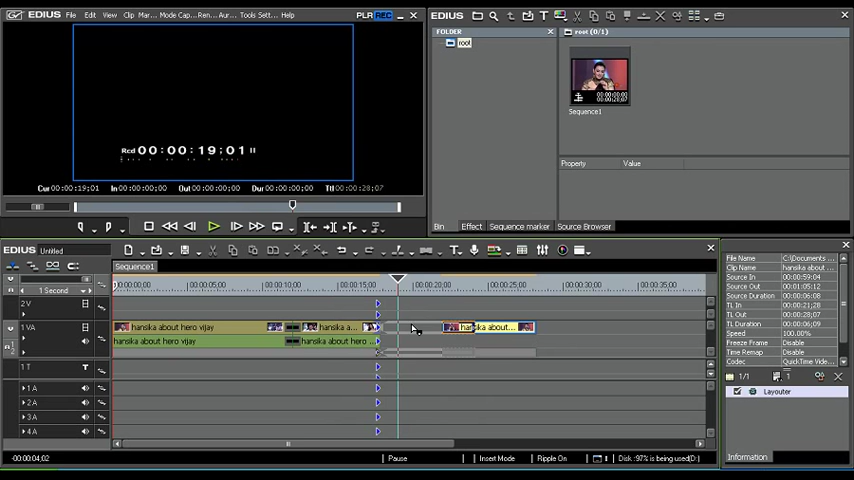 File Edit View Clip Mar... Mode Cap... Ren... Aur... Tools Sett... Help PLR REC
Rcd 00:00:19;01 II
Cur 00:00:19;01 In 00:00:00;00 Out 00:00:00;00 Dur 00:00:00;00 Ttl 00:00:28;07
EDIUS
FOLDER
root
root (0/1)
00:00:00;00
00:00:28;07
Sequence1
Property Value
Bin Effect Sequence marker Source Browser
EDIUS Untitled
Sequence1
1 Second
00:00:00;00 00:00:05;00 00:00:10;00 00:00:15;00 00:00:20;00 00:00:25;00 00:00:30;00 00:00:35;00
2 V
1 VA
hansika about hero vijay
hansika a...
hansika about...
1
2
hansika about hero vijay
hansika about hero ...
1 T T
1 A
2 A
3 A
4 A
-00:00:04;02 Pause Insert Mode Ripple On 1 Disk :97% is being used(D:)
File Name C:\Documents ...
Clip Name hansika about ...
Source In 00:00:59;04
Source Out 00:01:05;12
Source Duration 00:00:06;08
TL In 00:00:21;28
TL Out 00:00:28;07
TL Duration 00:00:06;08
Speed 100.00%
Freeze Frame Disable
Time Remap Disable
Codec QuickTime Vide...
1/1 1
Layouter
Information